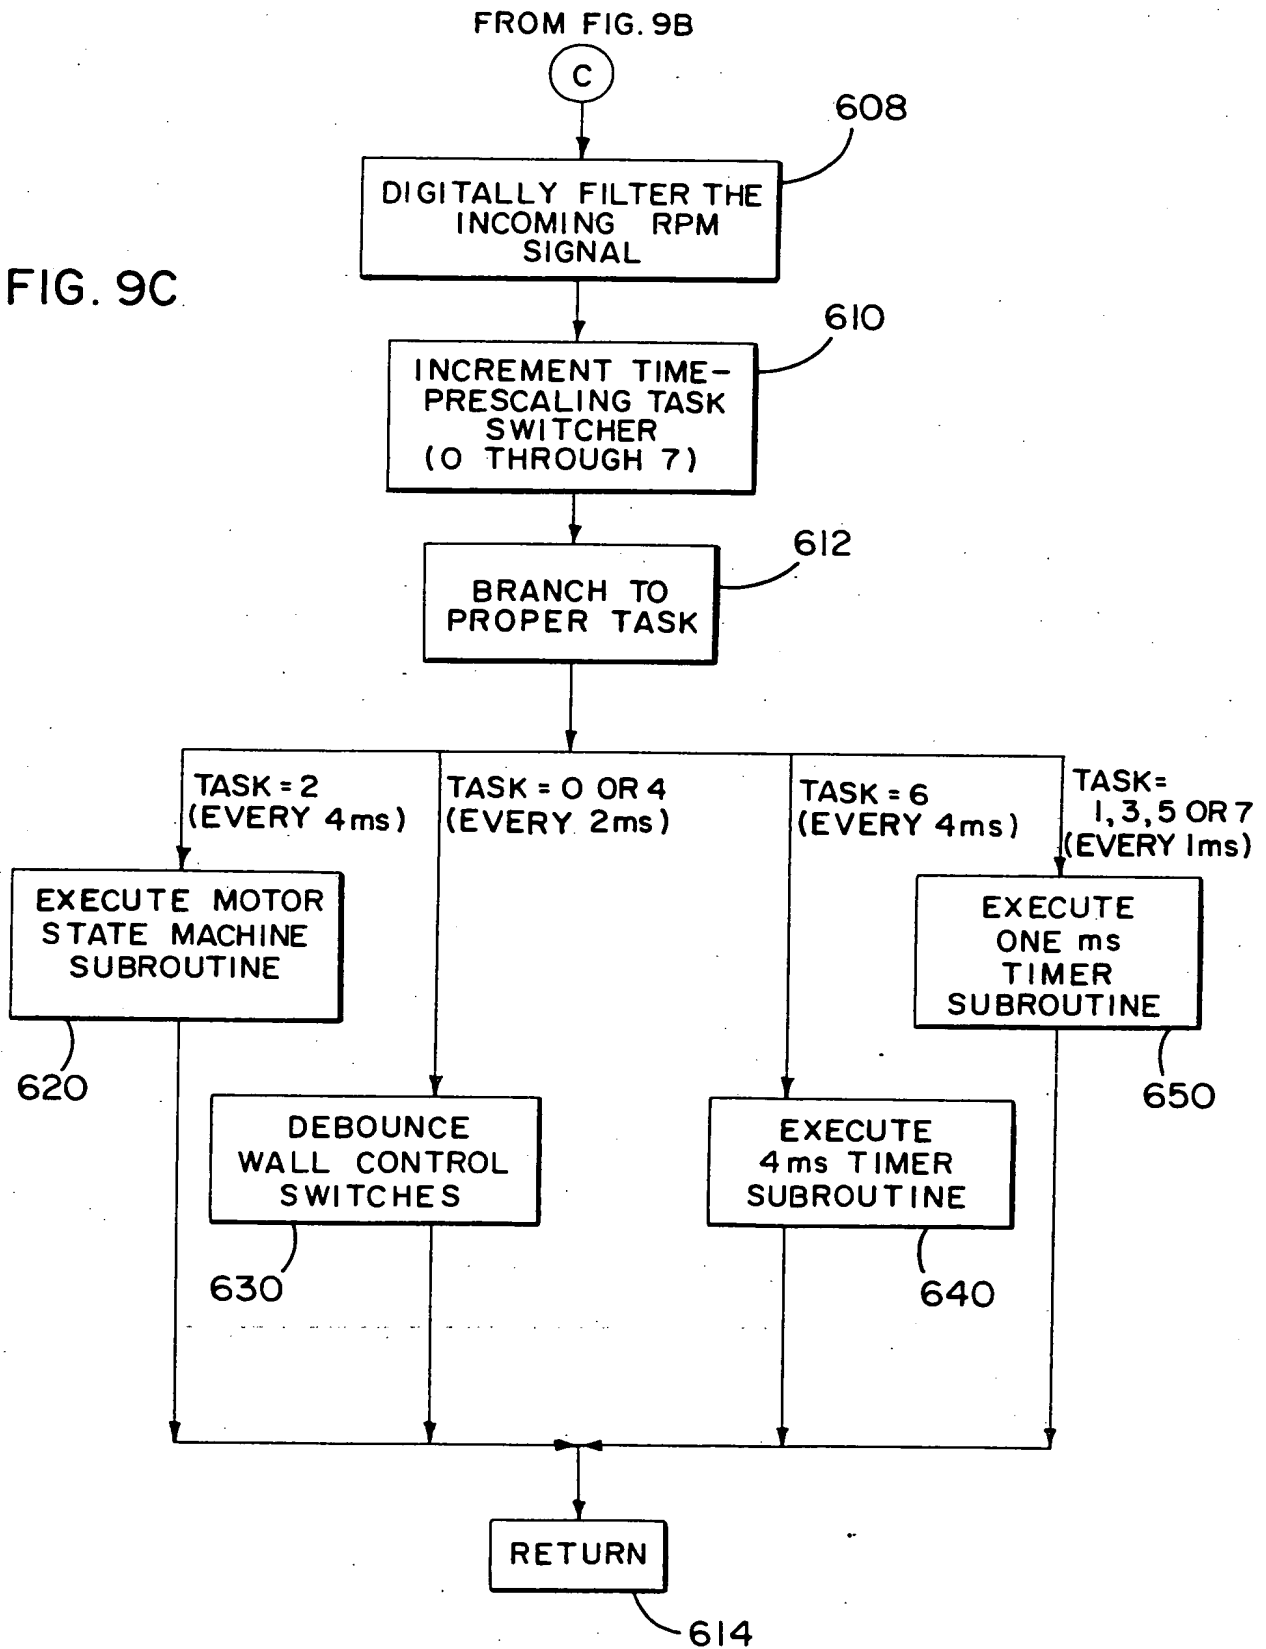 FROM FIG. 9B
C
608
DIGITALLY FILTER THE
INCOMING RPM
SIGNAL
FIG. 9C
610
INCREMENT TIME-
PRESCALING TASK
SWITCHER
(0 THROUGH 7)
612
BRANCH TO
PROPER TASK
TASK = 2
(EVERY 4ms)
TASK = 0 OR 4
(EVERY 2ms)
TASK = 6
(EVERY 4ms)
TASK=
1, 3, 5 OR 7
(EVERY 1ms)
EXECUTE MOTOR
STATE MACHINE
SUBROUTINE
620
EXECUTE
ONE ms
TIMER
SUBROUTINE
650
DEBOUNCE
WALL CONTROL
SWITCHES
630
EXECUTE
4ms TIMER
SUBROUTINE
640
RETURN
614